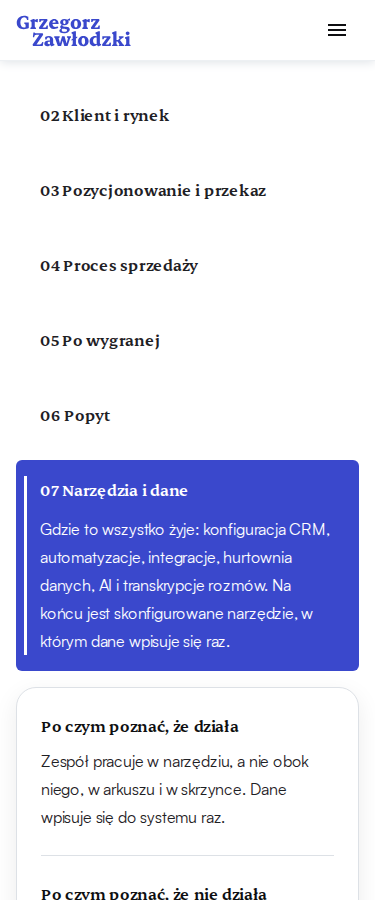 Grzegorz
Zawłodzki
02 Klient i rynek
03 Pozycjonowanie i przekaz
04 Proces sprzedaży
05 Po wygranej
06 Popyt
07 Narzędzia i dane
Gdzie to wszystko żyje: konfiguracja CRM,
automatyzacje, integracje, hurtownia
danych, AI i transkrypcje rozmów. Na
końcu jest skonfigurowane narzędzie, w
którym dane wpisuje się raz.
Po czym poznać, że działa
Zespół pracuje w narzędziu, a nie obok
niego, w arkuszu i w skrzynce. Dane
wpisuje się do systemu raz.
Po czym poznać, że nie działa